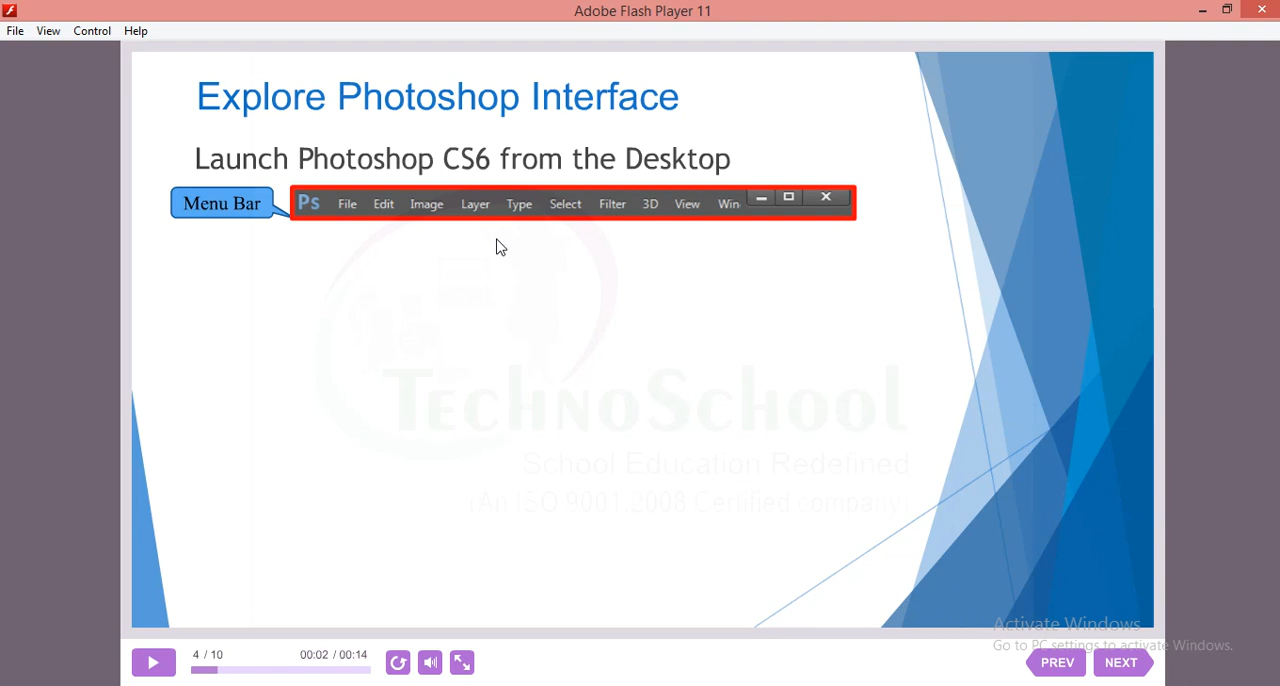 Adobe Flash Player 11
File View Control Help
Explore Photoshop Interface
Launch Photoshop CS6 from the Desktop
Menu Bar
Ps File Edit Image Layer Type Select Filter 3D View Win
TechnoSchool
School Education Redefined
(An ISO 9001:2008 Certified company)
Activate Windows
Go to PC settings to activate Windows.
4 / 10 00:02 / 00:14
PREV NEXT